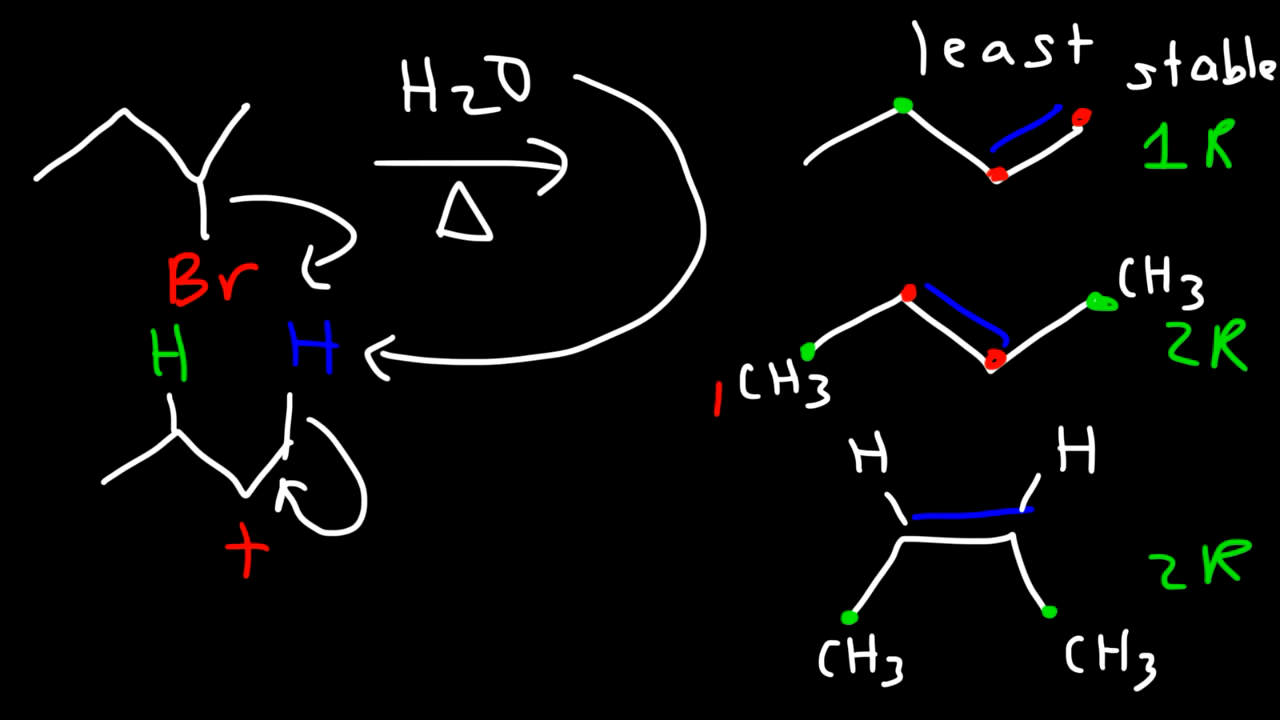 H2O
Δ
Br
H H
+
least stable
1R
CH3
2R
1 CH3
H H
2R
CH3 CH3